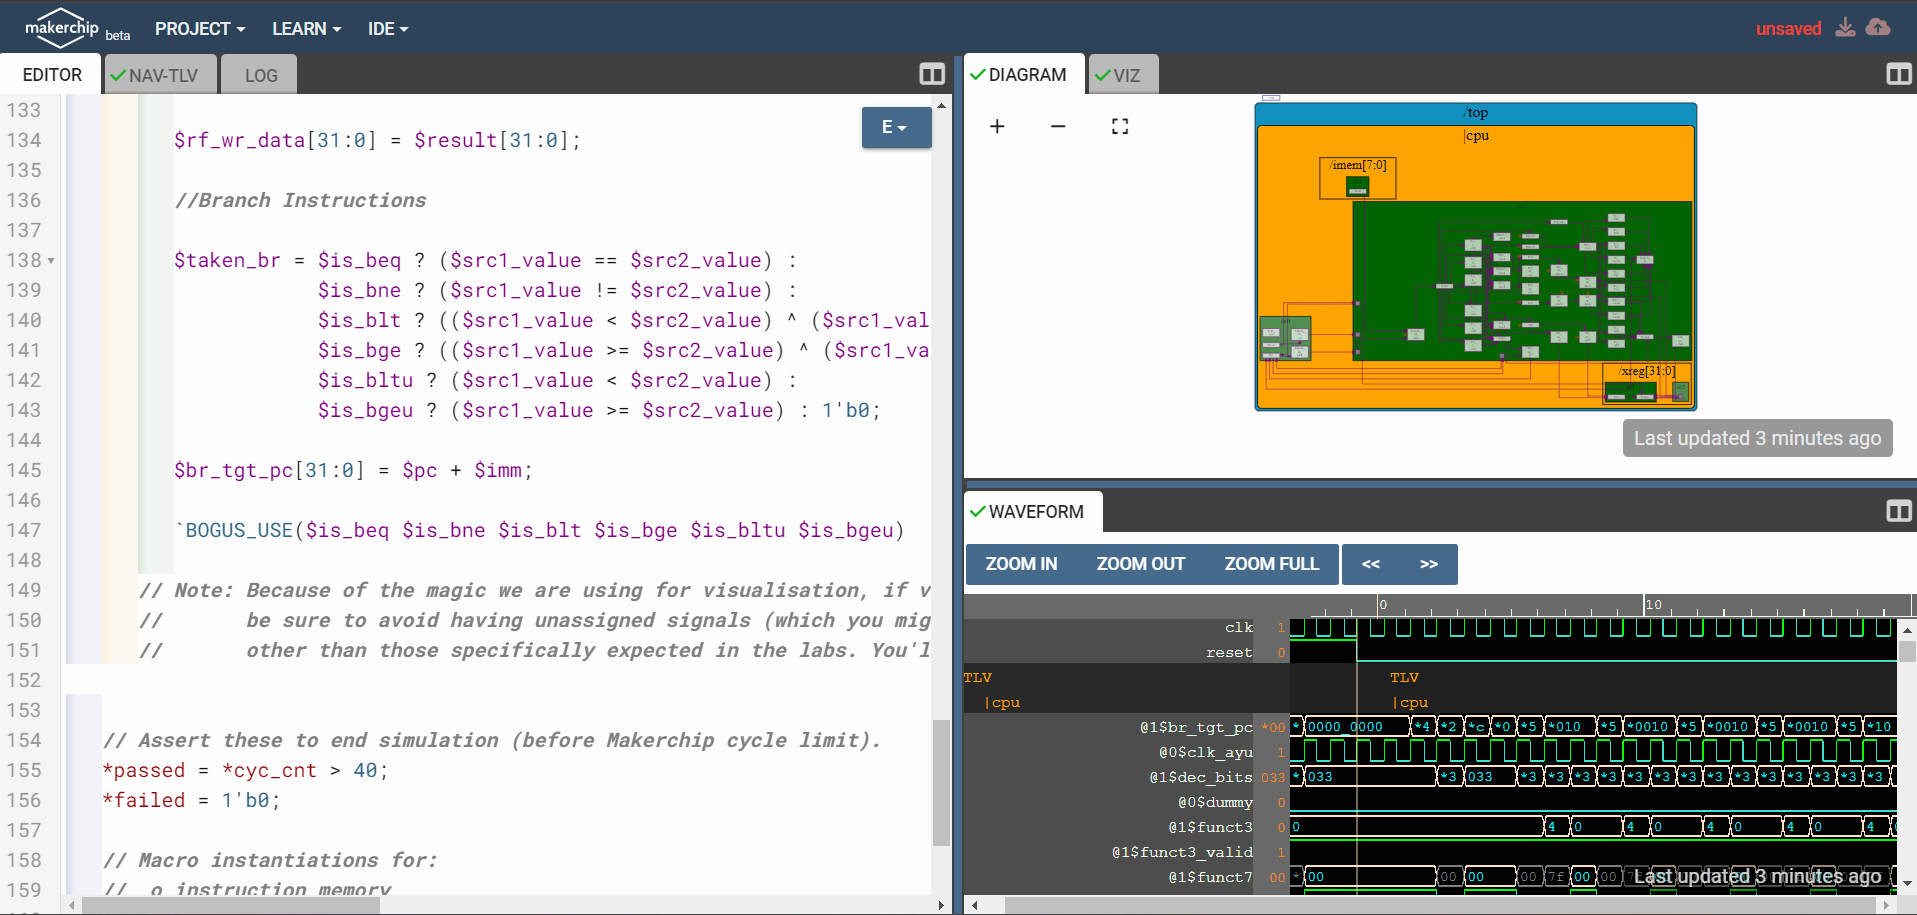 makerchip beta PROJECT LEARN IDE unsaved
EDITOR NAV-TLV LOG
133
134 $rf_wr_data[31:0] = $result[31:0];
135
136 //Branch Instructions
137
138 $taken_br = $is_beq ? ($src1_value == $src2_value) :
139 $is_bne ? ($src1_value != $src2_value) :
140 $is_blt ? (($src1_value < $src2_value) ^ ($src1_val
141 $is_bge ? (($src1_value >= $src2_value) ^ ($src1_va
142 $is_bltu ? ($src1_value < $src2_value) :
143 $is_bgeu ? ($src1_value >= $src2_value) : 1'b0;
144
145 $br_tgt_pc[31:0] = $pc + $imm;
146
147 `BOGUS_USE($is_beq $is_bne $is_blt $is_bge $is_bltu $is_bgeu)
148
149 // Note: Because of the magic we are using for visualisation, if v
150 // be sure to avoid having unassigned signals (which you mig
151 // other than those specifically expected in the labs. You'l
152
153
154 // Assert these to end simulation (before Makerchip cycle limit).
155 *passed = *cyc_cnt > 40;
156 *failed = 1'b0;
157
158 // Macro instantiations for:
159 // o instruction memory
E
DIAGRAM VIZ
/top
|cpu
/imem[7:0]
/xreg[31:0]
Last updated 3 minutes ago
WAVEFORM
ZOOM IN ZOOM OUT ZOOM FULL << >>
0 10
clk 1
reset 0
TLV TLV
|cpu |cpu
@1$br_tgt_pc *00 * 0000_0000 *4 *2 *c *0 *5 *010 *5 *0010 *5 *0010 *5 *0010 *5 *10
@0$clk_ayu 1
@1$dec_bits 033 * 033 *3 033 *3 *3 *3 *3 *3 *3 *3 *3 *3 *3 *3 *3 *3 *3
@0$dummy 0
@1$funct3 0 0 4 0 4 0 4 0 4 0 4
@1$funct3_valid 1
@1$funct7 00 * 00 00 00 00 7f 00 00
Last updated 3 minutes ago